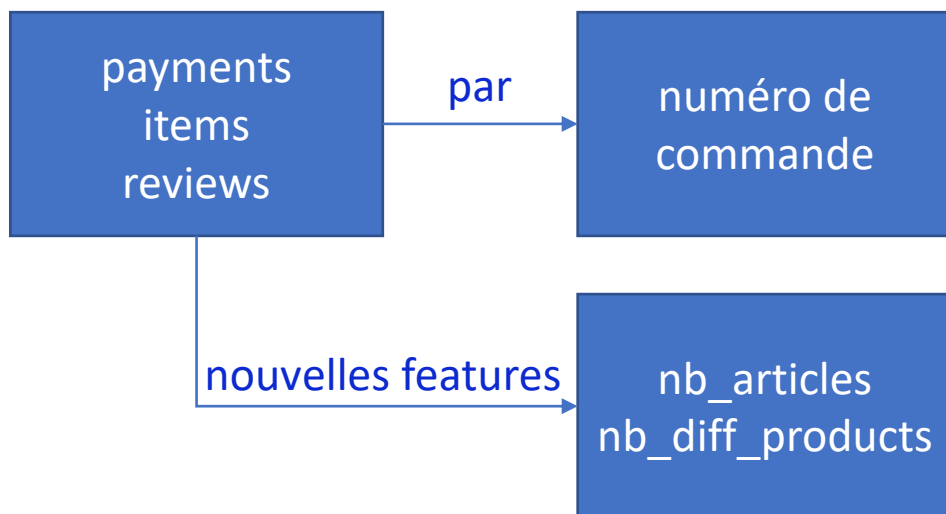 payments
items
reviews
par
numéro de
commande
nouvelles features
nb_articles
nb_diff_products